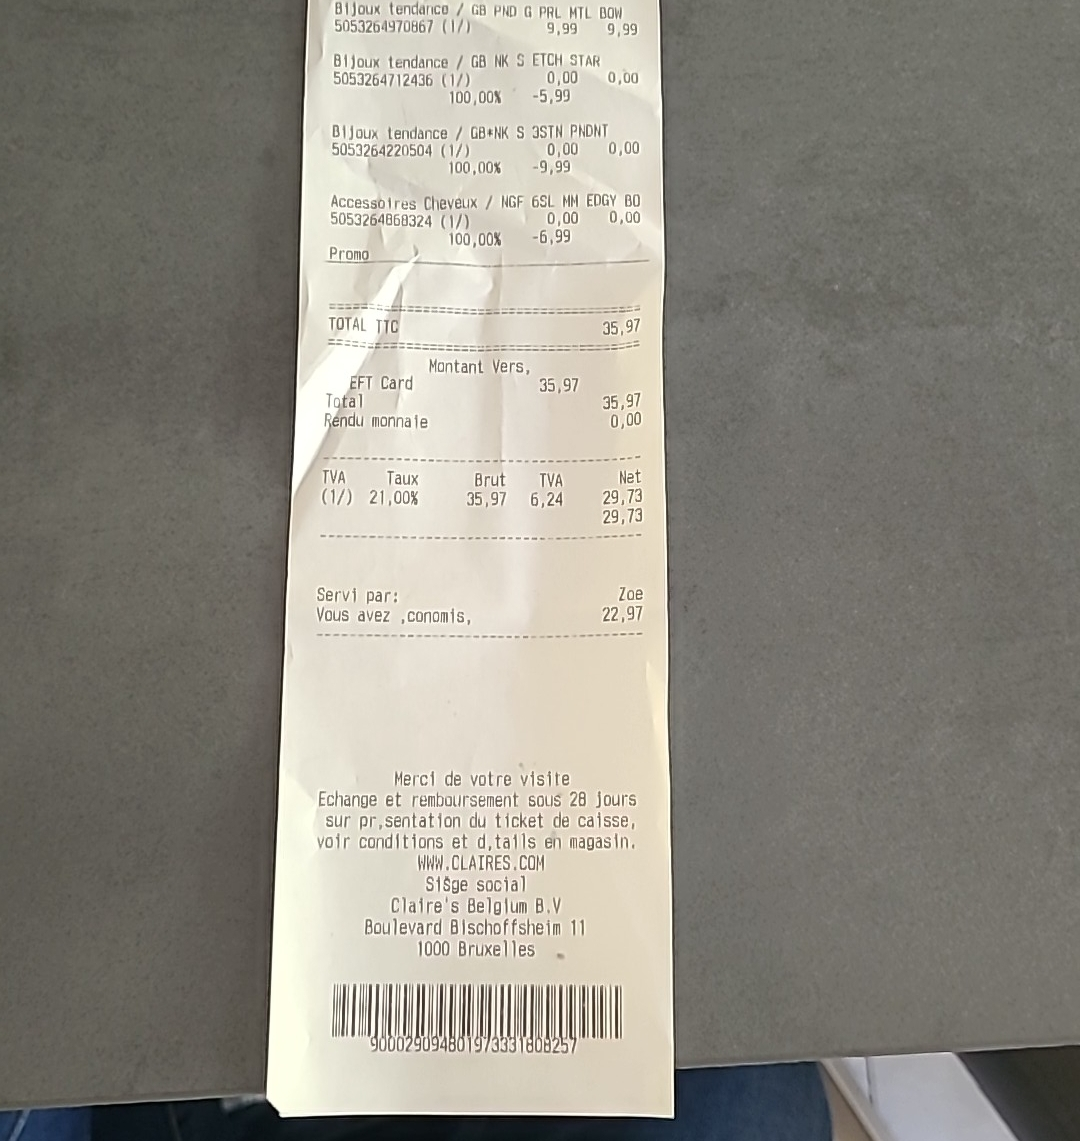 Bijoux tendance / GB PND G PRL MTL BOW
5053264970867 (1/) 9,99 9,99
Bijoux tendance / GB NK S ETCH STAR
5053264712436 (1/) 0,00 0,00
100,00% -5,99
Bijoux tendance / GB*NK S 3STN PNDNT
5053264220504 (1/) 0,00 0,00
100,00% -9,99
Accessoires Cheveux / NGF 6SL MM EDGY BO
5053264868324 (1/) 0,00 0,00
100,00% -6,99
Promo
TOTAL TTC 35,97
Montant Vers,
EFT Card 35,97
Total 35,97
Rendu monnaie 0,00
TVA Taux Brut TVA Net
(1/) 21,00% 35,97 6,24 29,73
29,73
Servi par: Zoe
Vous avez ,conomis, 22,97
Merci de votre visite
Echange et remboursement sous 28 jours
sur pr,sentation du ticket de caisse,
voir conditions et d,tails en magasin.
WWW.CLAIRES.COM
SiŠge social
Claire's Belgium B.V
Boulevard Bischoffsheim 11
1000 Bruxelles
900029094801973331808257